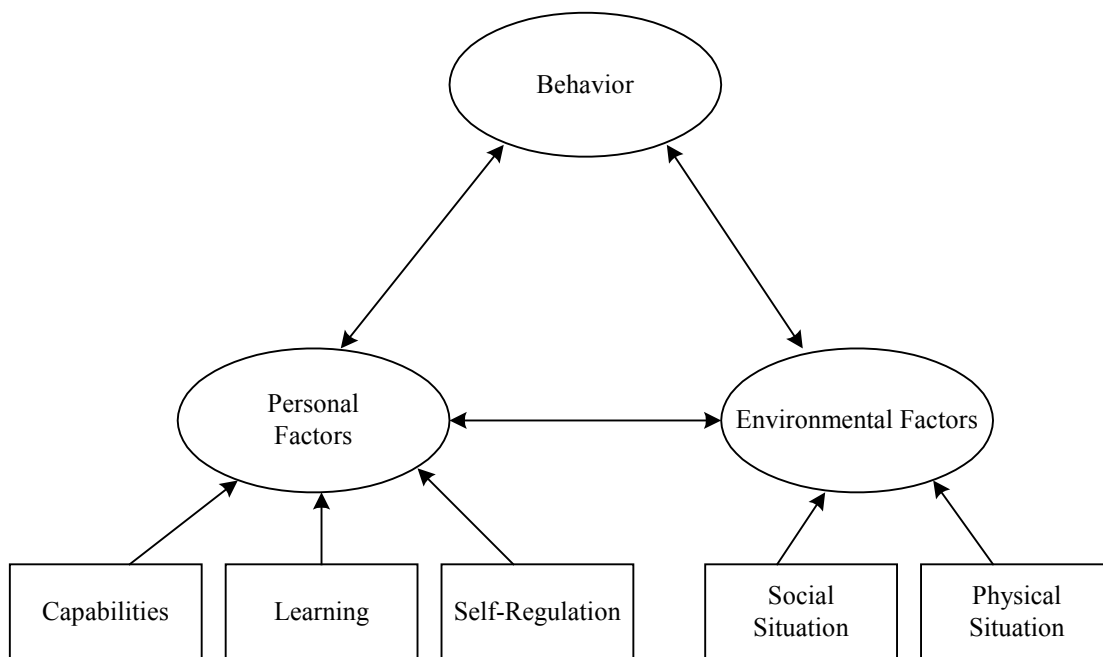 Behavior
Personal
Factors
Environmental Factors
Capabilities
Learning
Self-Regulation
Social
Situation
Physical
Situation